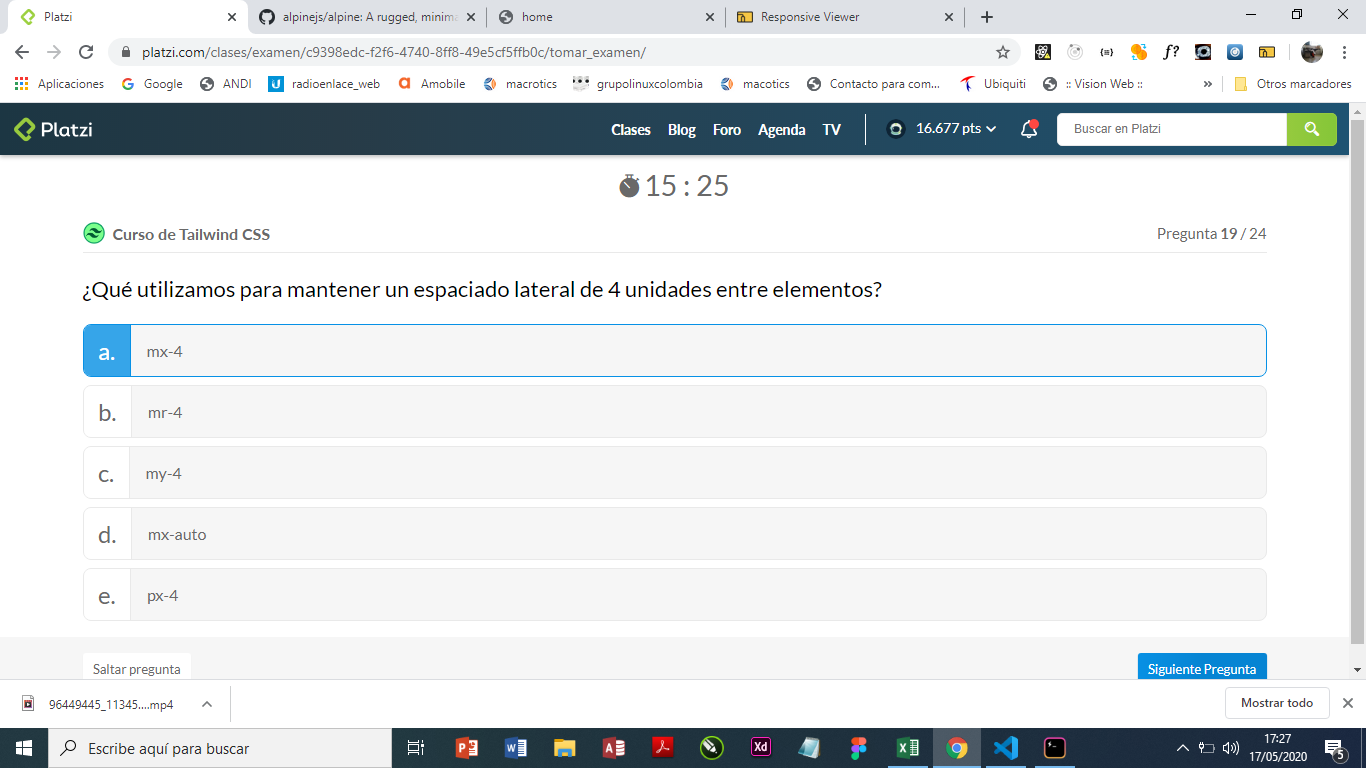 Platzi
alpinejs/alpine: A rugged, minima
home
Responsive Viewer
platzi.com/clases/examen/c9398edc-f2f6-4740-8ff8-49e5cf5ffb0c/tomar_examen/
Aplicaciones
Google
ANDI
radioenlace_web
Amobile
macrotics
grupolinuxcolombia
macotics
Contacto para com...
Ubiquiti
:: Vision Web ::
»
Otros marcadores
Platzi
Clases
Blog
Foro
Agenda
TV
16.677 pts
Buscar en Platzi
15 : 25
Curso de Tailwind CSS
Pregunta 19 / 24
¿Qué utilizamos para mantener un espaciado lateral de 4 unidades entre elementos?
a. mx-4
b. mr-4
c. my-4
d. mx-auto
e. px-4
Saltar pregunta
Siguiente Pregunta
96449445_11345....mp4
Mostrar todo
Escribe aquí para buscar
17:27
17/05/2020
5